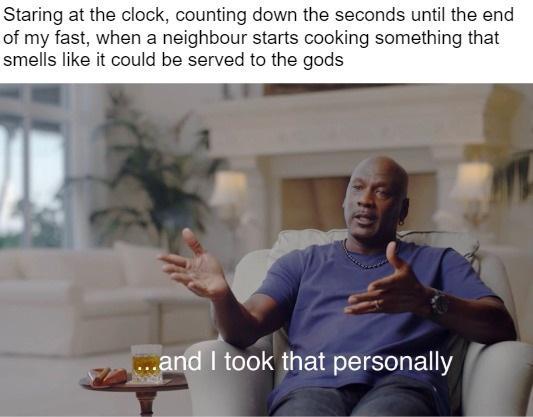 Staring at the clock, counting down the seconds until the end
of my fast, when a neighbour starts cooking something that
smells like it could be served to the gods
...and I took that personally